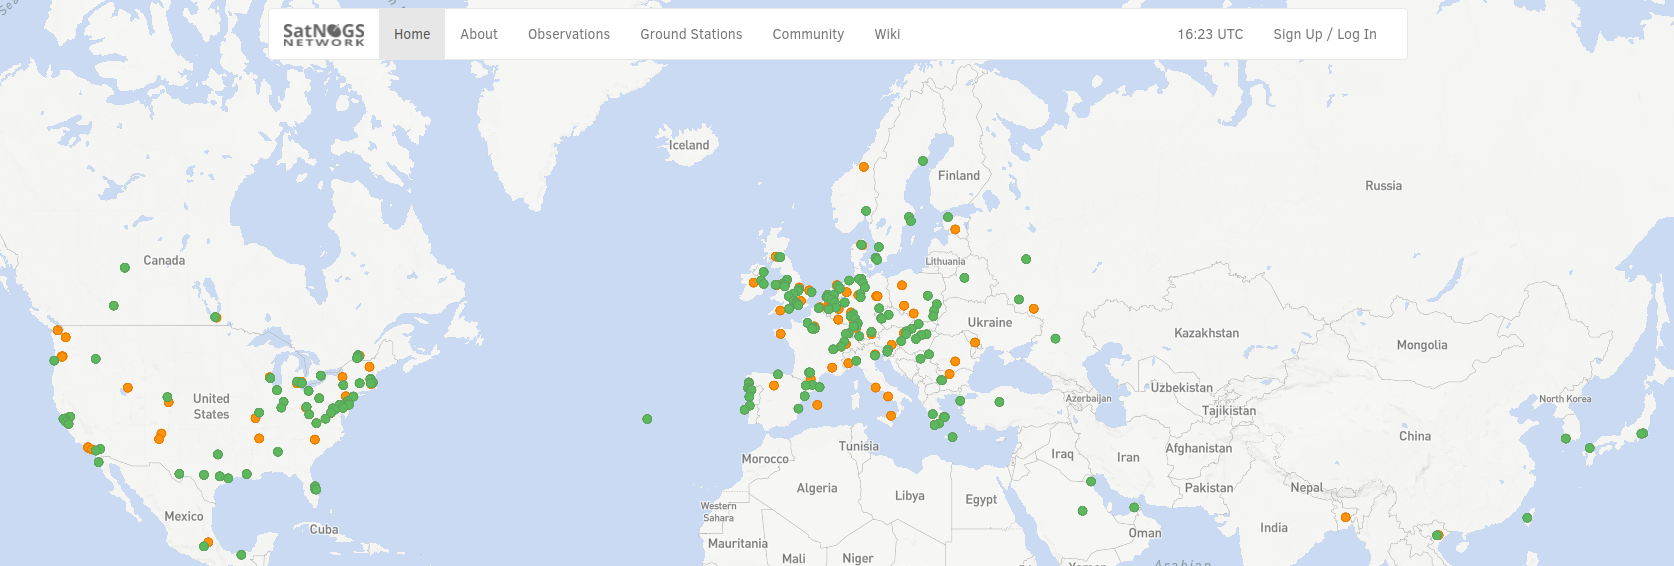 SatNOGS
NETWORK
Home
About
Observations
Ground Stations
Community
Wiki
16:23 UTC
Sign Up / Log In
Iceland
Finland
Russia
Canada
Lithuania
Ukraine
Kazakhstan
Mongolia
United
States
Uzbekistan
Azerbaijan
North Korea
Tajikistan
China
Tunisia
Afghanistan
Morocco
Iraq
Iran
Algeria
Libya
Egypt
Pakistan
Nepal
Western
Sahara
Mexico
Cuba
India
Oman
Mauritania
Mali
Niger
Arabian